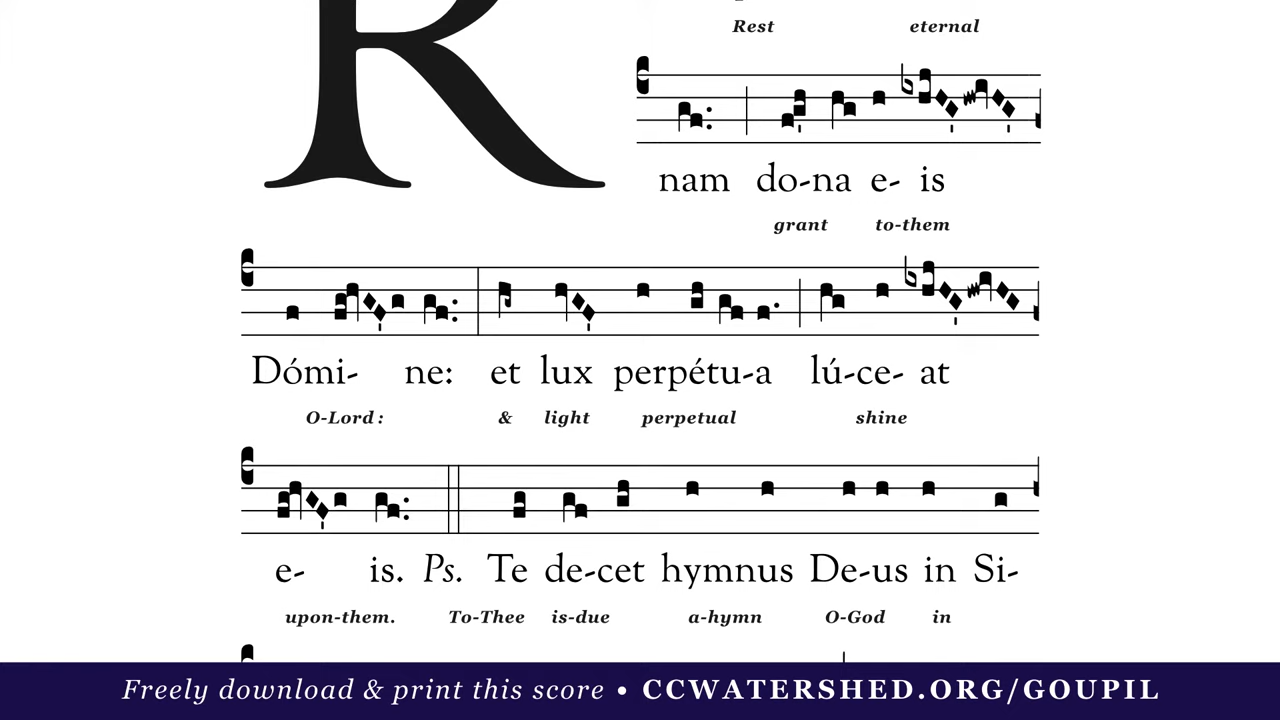 R
Rest eternal
nam do-na e- is
grant to-them
Dómi- ne: et lux perpétu-a lú-ce- at
O-Lord: & light perpetual shine
e- is. Ps. Te de-cet hymnus De-us in Si-
upon-them. To-Thee is-due a-hymn O-God in
Freely download & print this score • CCWATERSHED.ORG/GOUPIL